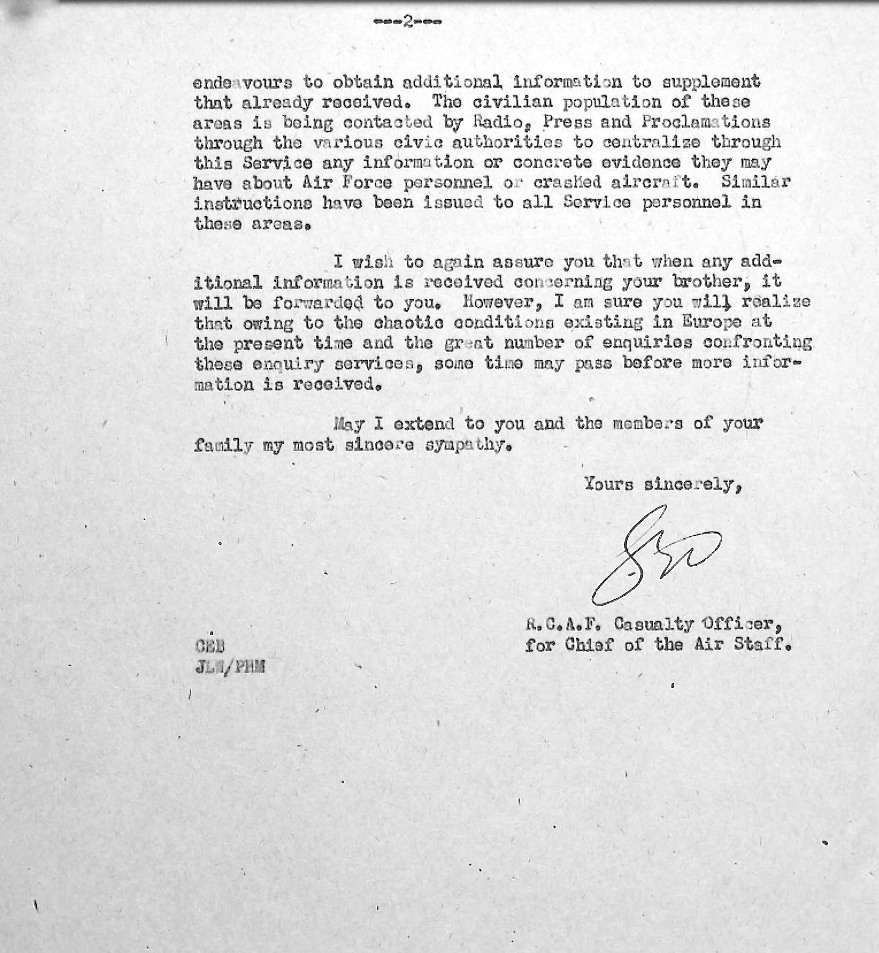 ---2---
endeavours to obtain additional information to supplement
that already received. The civilian population of these
areas is being contacted by Radio, Press and Proclamations
through the various civic authorities to centralize through
this Service any information or concrete evidence they may
have about Air Force personnel or crashed aircraft. Similar
instructions have been issued to all Service personnel in
these areas.
I wish to again assure you that when any add-
itional information is received concerning your brother, it
will be forwarded to you. However, I am sure you will realize
that owing to the chaotic conditions existing in Europe at
the present time and the great number of enquiries confronting
these enquiry services, some time may pass before more infor-
mation is received.
May I extend to you and the members of your
family my most sincere sympathy.
Yours sincerely,
R.C.A.F. Casualty Officer,
for Chief of the Air Staff.
CEB